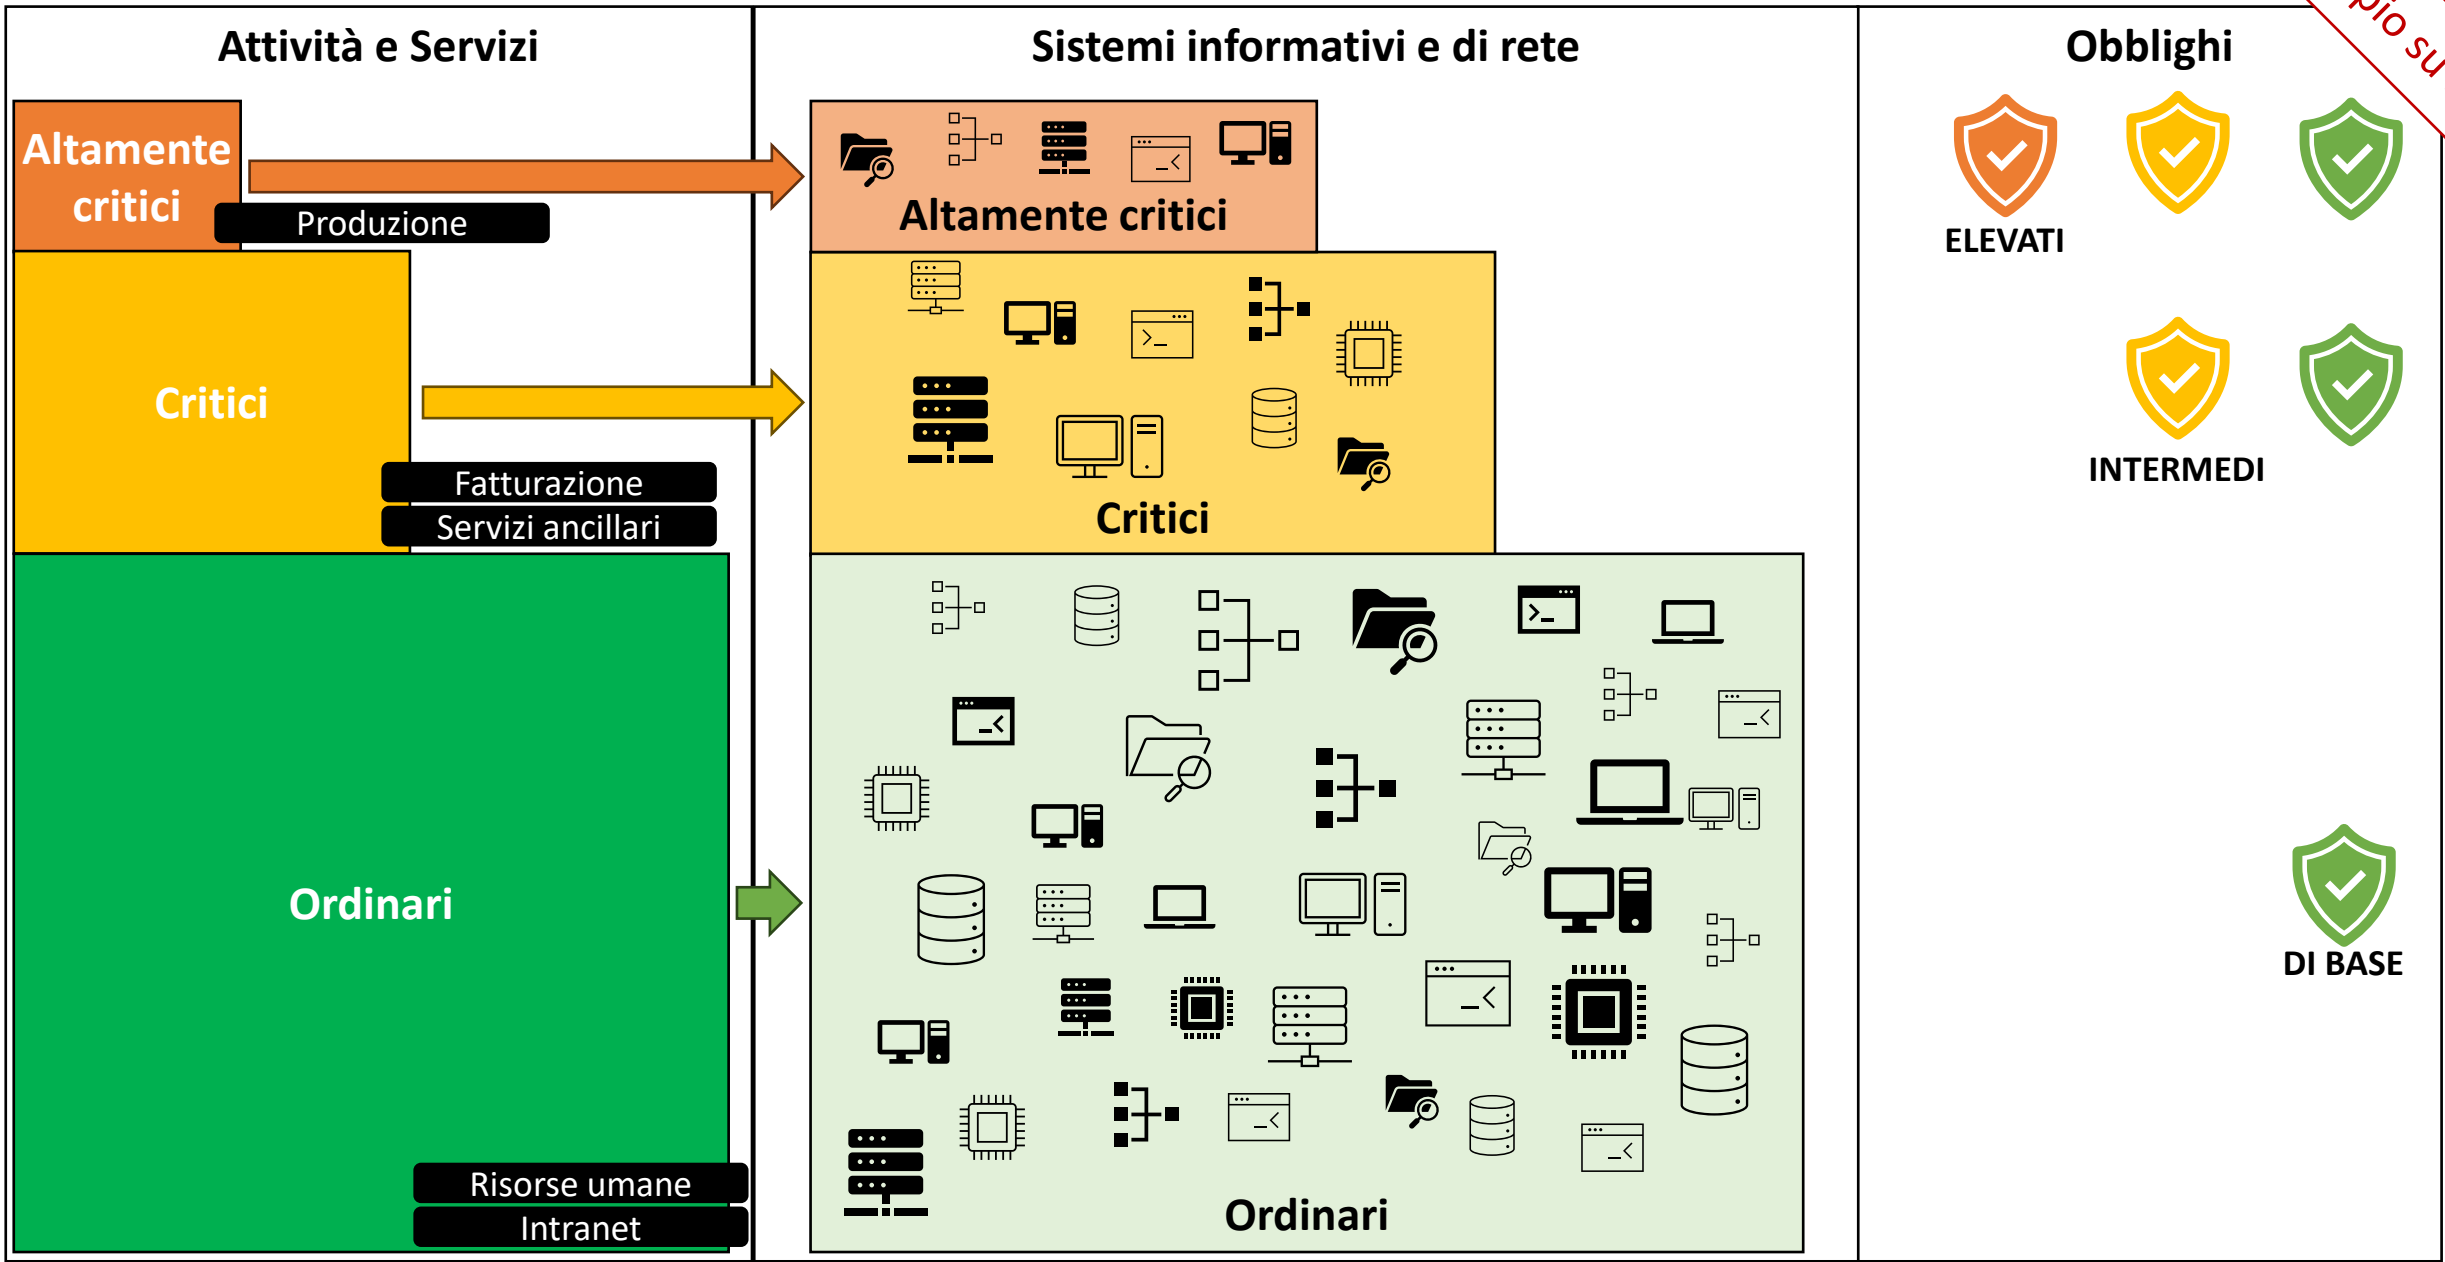 Attività e Servizi
Sistemi informativi e di rete
Obblighi
su
Altamente
critici
Produzione
Altamente critici
ELEVATI
Critici
Fatturazione
Servizi ancillari
Critici
INTERMEDI
Ordinari
Risorse umane
Intranet
Ordinari
DI BASE